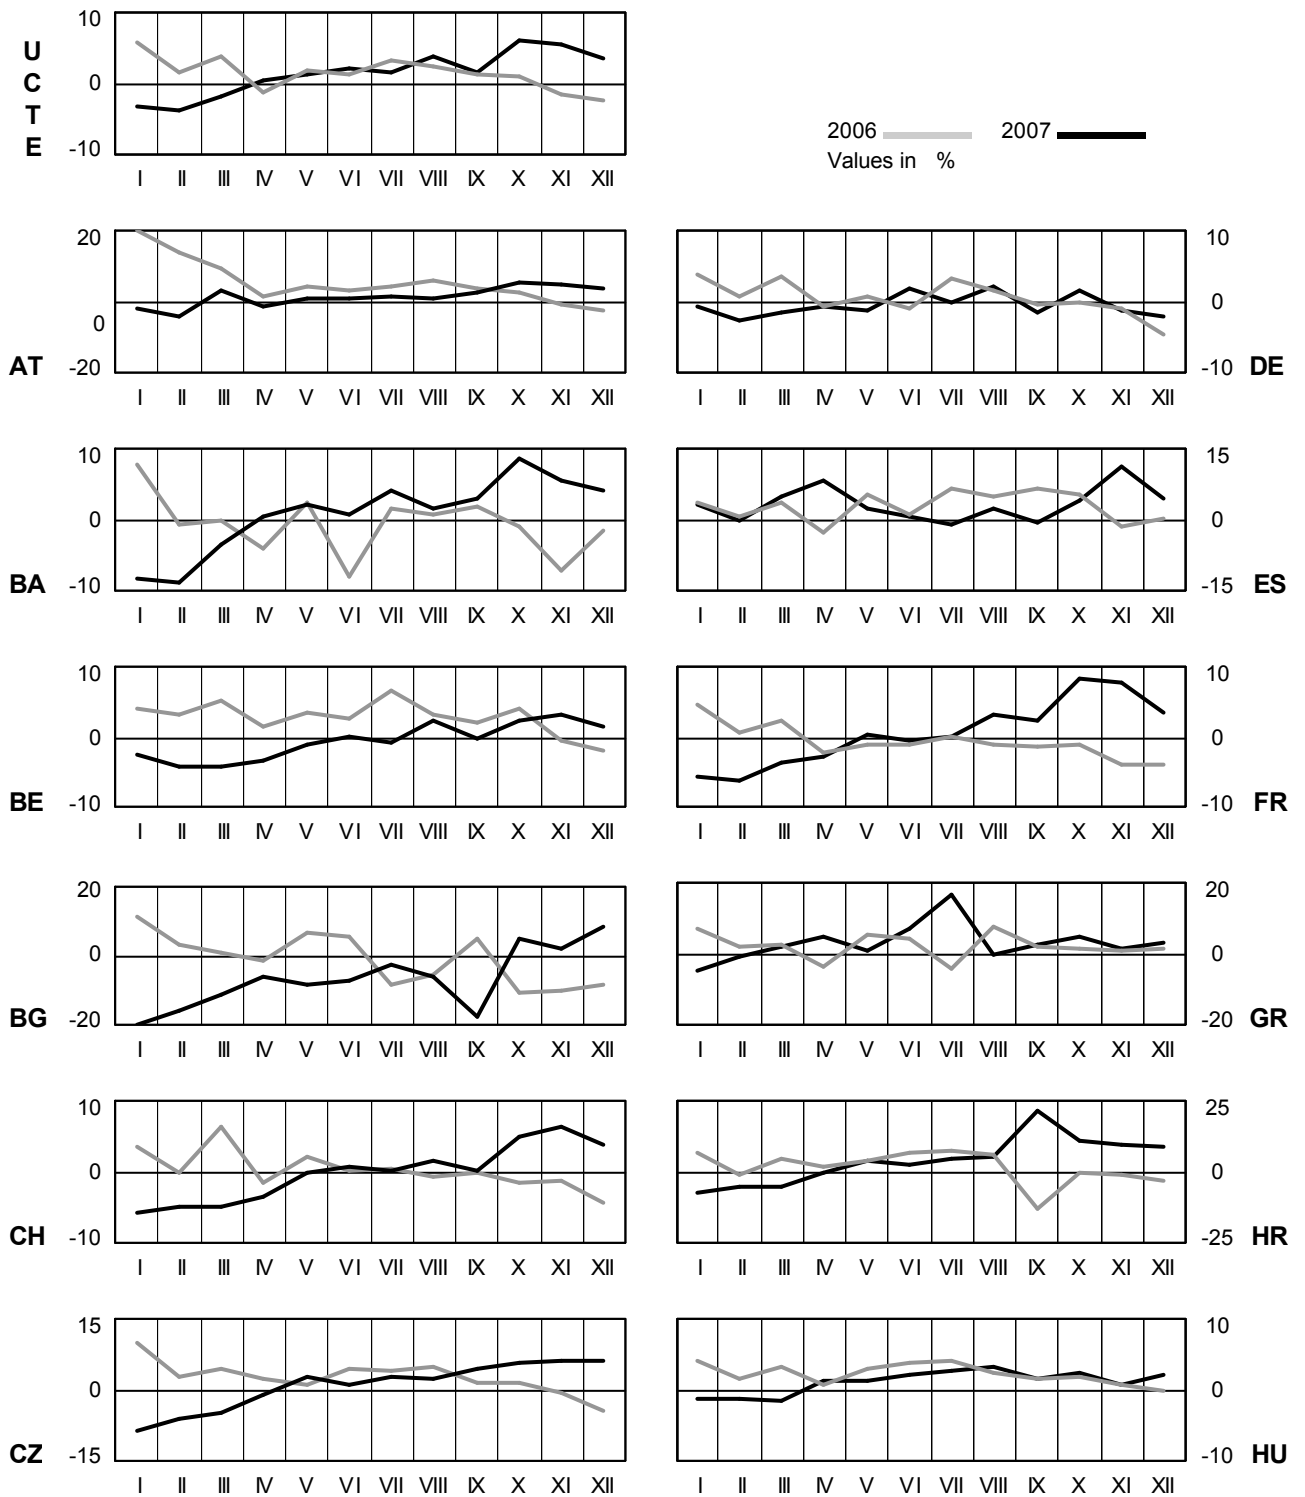 10
U
C
T
E
0
-10
I II III IV V VI VII VIII IX X XI XII
2006 2007
Values in %
20
0
AT -20
I II III IV V VI VII VIII IX X XI XII
10
0
-10 DE
I II III IV V VI VII VIII IX X XI XII
10
0
BA -10
I II III IV V VI VII VIII IX X XI XII
15
0
-15 ES
I II III IV V VI VII VIII IX X XI XII
10
0
BE -10
I II III IV V VI VII VIII IX X XI XII
10
0
-10 FR
I II III IV V VI VII VIII IX X XI XII
20
0
BG -20
I II III IV V VI VII VIII IX X XI XII
20
0
-20 GR
I II III IV V VI VII VIII IX X XI XII
10
0
CH -10
I II III IV V VI VII VIII IX X XI XII
25
0
-25 HR
I II III IV V VI VII VIII IX X XI XII
15
0
CZ -15
I II III IV V VI VII VIII IX X XI XII
10
0
-10 HU
I II III IV V VI VII VIII IX X XI XII